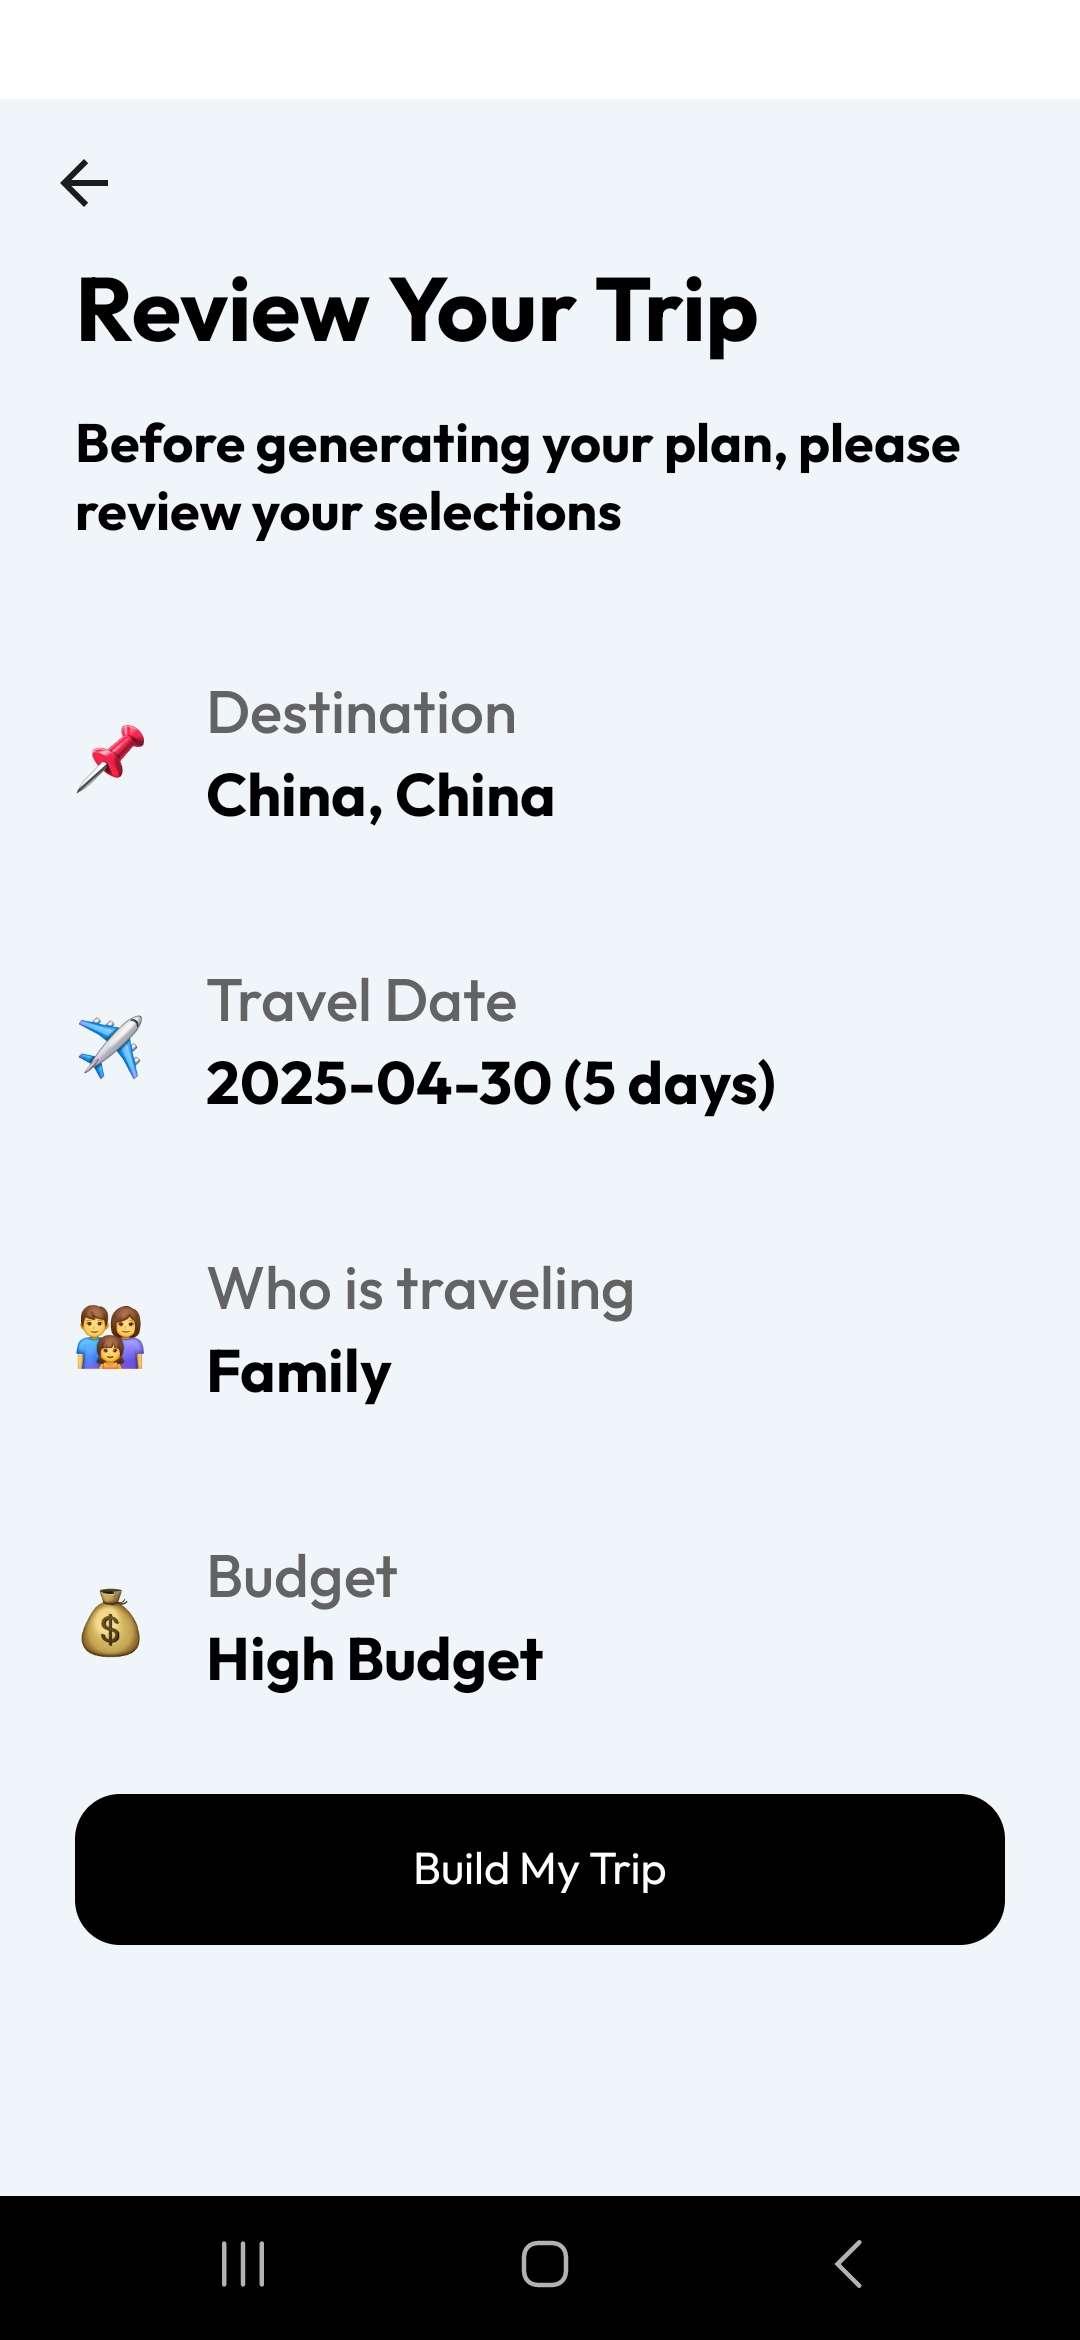 Review Your Trip
Before generating your plan, please
review your selections
Destination
China, China
Travel Date
2025-04-30 (5 days)
Who is traveling
Family
Budget
High Budget
Build My Trip